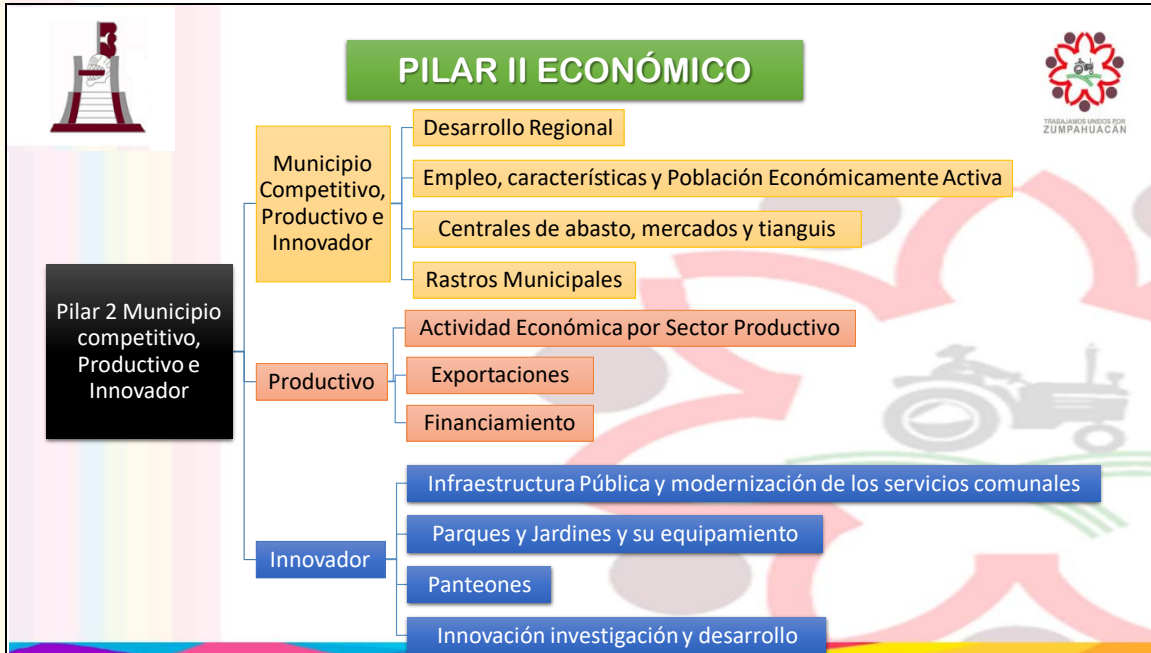 PILAR II ECONÓMICO
TRABAJAMOS UNIDOS POR
ZUMPAHUACÁN
Pilar 2 Municipio
competitivo,
Productivo e
Innovador
Municipio
Competitivo,
Productivo e
Innovador
Desarrollo Regional
Empleo, características y Población Económicamente Activa
Centrales de abasto, mercados y tianguis
Rastros Municipales
Productivo
Actividad Económica por Sector Productivo
Exportaciones
Financiamiento
Innovador
Infraestructura Pública y modernización de los servicios comunales
Parques y Jardines y su equipamiento
Panteones
Innovación investigación y desarrollo